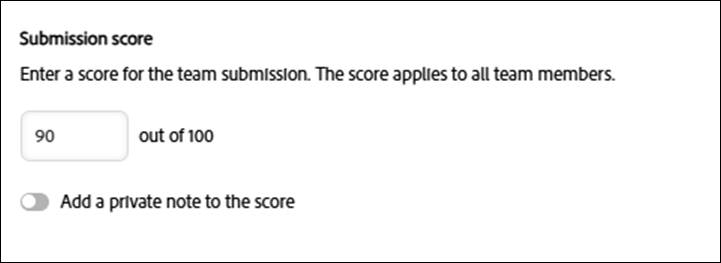 Submission score
Enter a score for the team submission. The score applies to all team members.
90 out of 100
Add a private note to the score